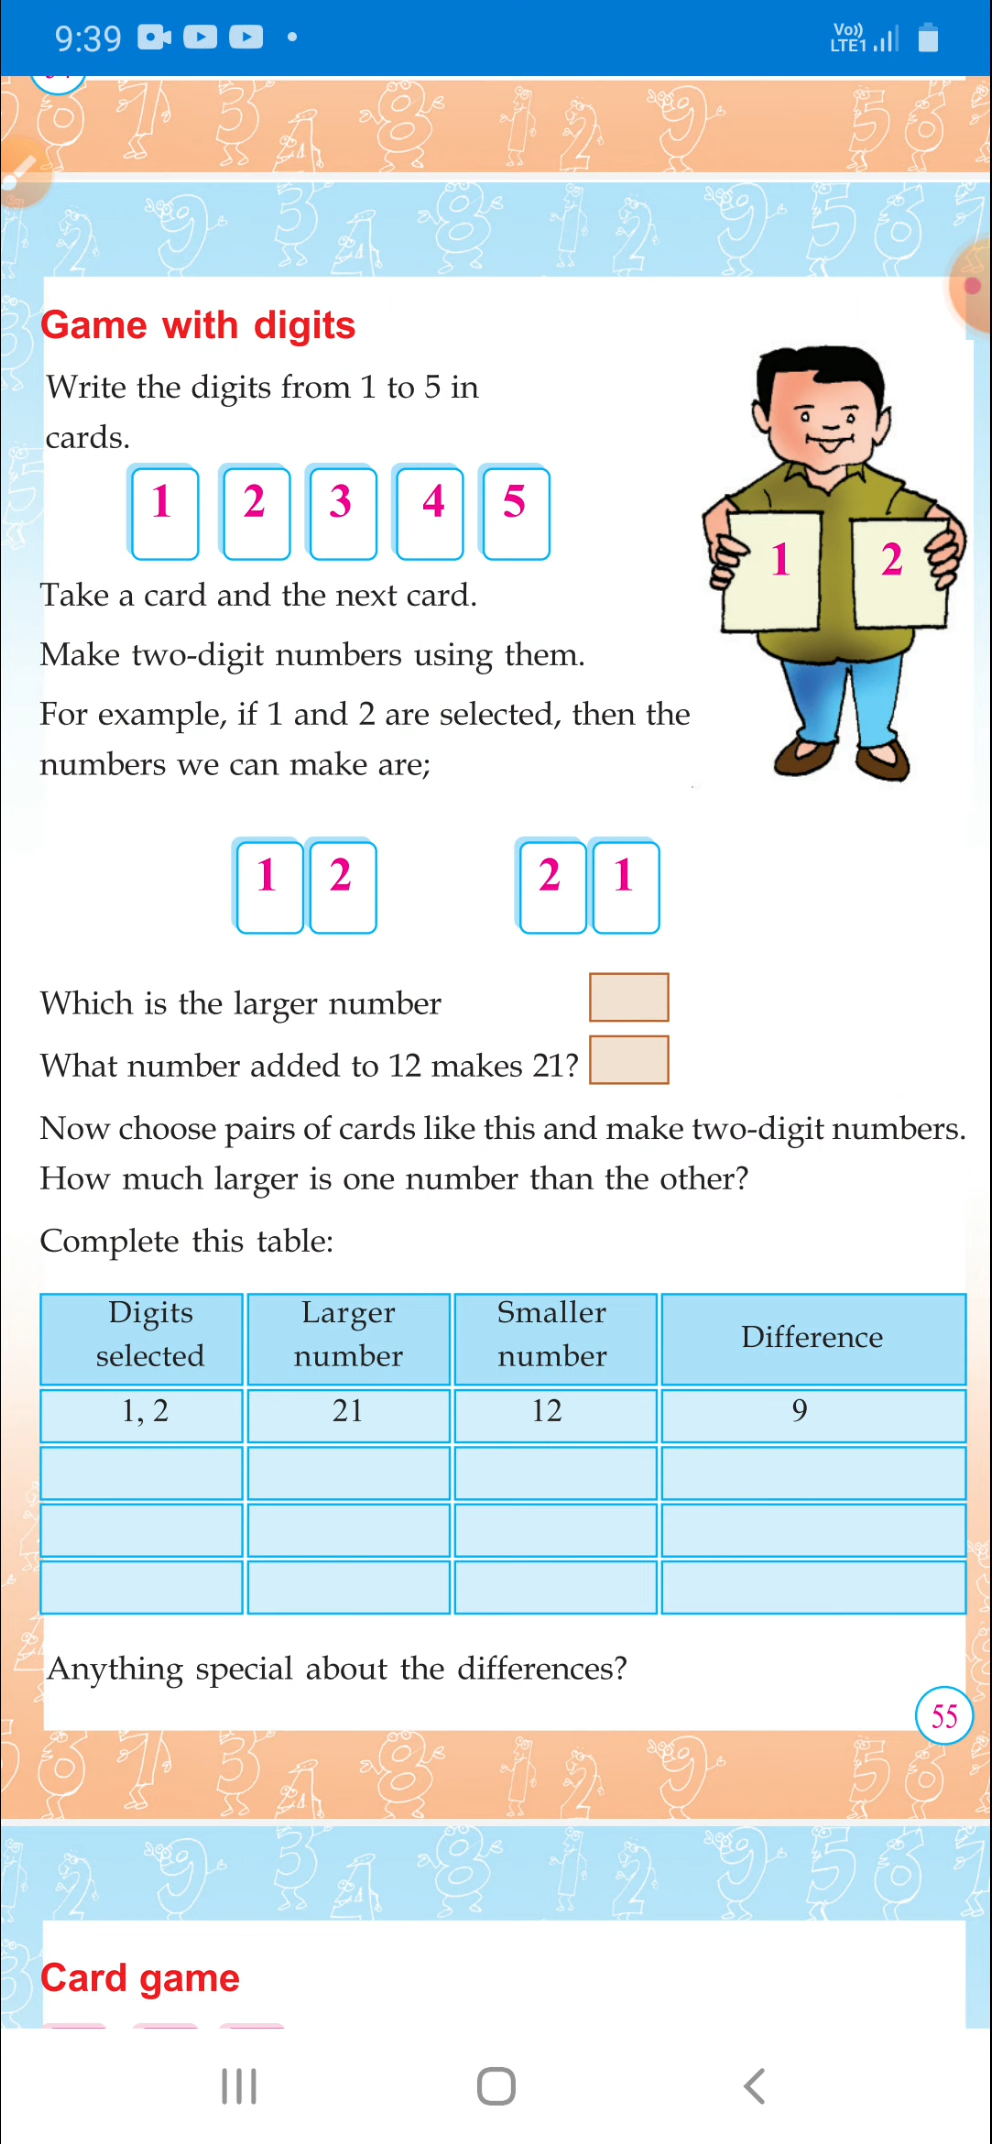 9:39
Vo))
LTE1
Game with digits
Write the digits from 1 to 5 in
cards.
1 2 3 4 5
1 2
Take a card and the next card.
Make two-digit numbers using them.
For example, if 1 and 2 are selected, then the
numbers we can make are;
1 2 2 1
Which is the larger number
What number added to 12 makes 21?
Now choose pairs of cards like this and make two-digit numbers.
How much larger is one number than the other?
Complete this table:
Digits selected Larger number Smaller number Difference
1, 2 21 12 9
Anything special about the differences?
55
Card game